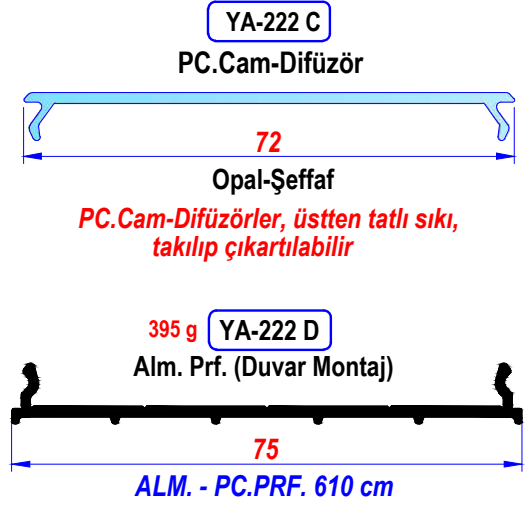 YA-222 C
PC.Cam-Difüzör
72
Opal-Şeffaf
PC.Cam-Difüzörler, üstten tatlı sıkı,
takılıp çıkartılabilir
395 g YA-222 D
Alm. Prf. (Duvar Montaj)
75
ALM. - PC.PRF. 610 cm